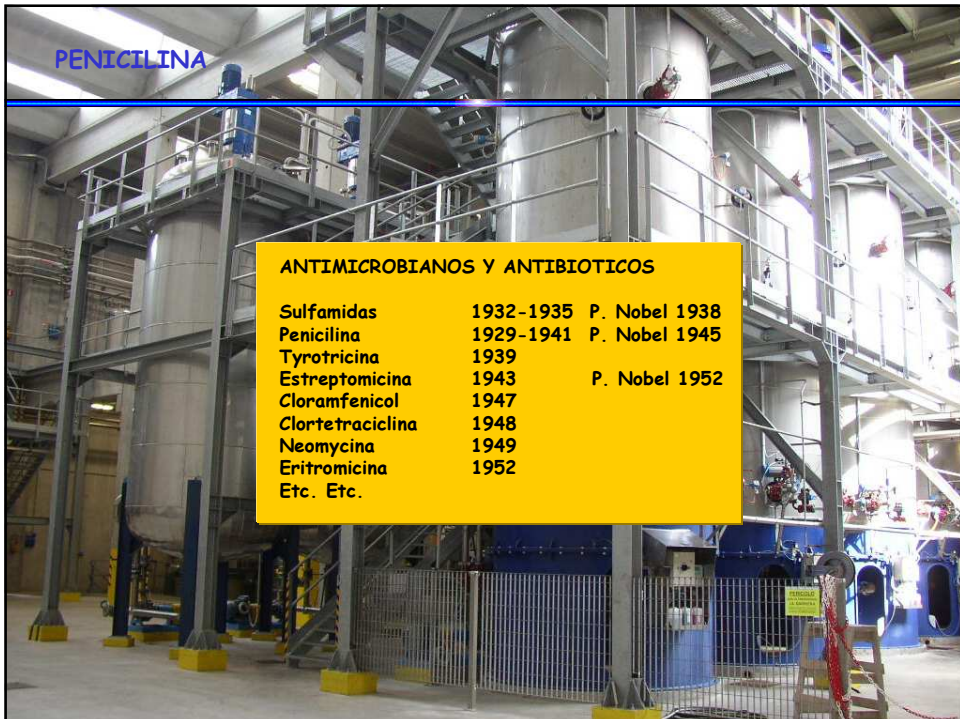 PENICILINA
ANTIMICROBIANOS Y ANTIBIOTICOS
Sulfamidas 1932-1935 P. Nobel 1938
Penicilina 1929-1941 P. Nobel 1945
Tyrotricina 1939
Estreptomicina 1943 P. Nobel 1952
Cloramfenicol 1947
Clortetraciclina 1948
Neomycina 1949
Eritromicina 1952
Etc. Etc.
PERICOLO